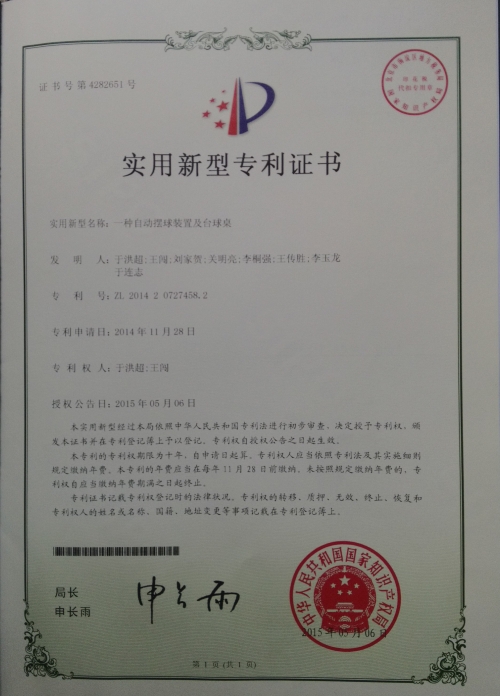 证书号第4282651号
实用新型专利证书
实用新型名称：一种自动摆球装置及台球桌
发 明 人：于洪超;王闯;刘家贺;关明亮;李桐强;王传胜;李玉龙
于连志
专 利 号：ZL 2014 2 0727458.2
专利申请日：2014年11月28日
专 利 权 人：于洪超;王闯
授权公告日：2015年05月06日
本实用新型经过本局依照中华人民共和国专利法进行初步审查，决定授予专利权，颁
发本证书并在专利登记簿上予以登记。专利权自授权公告之日起生效。
本专利的专利权期限为十年，自申请日起算。专利权人应当依照专利法及其实施细则
规定缴纳年费。本专利的年费应当在每年11月28日前缴纳。未按照规定缴纳年费的，专
利权自应当缴纳年费期满之日起终止。
专利证书记载专利权登记时的法律状况。专利权的转移、质押、无效、终止、恢复和
专利权人的姓名或名称、国籍、地址变更等事项记载在专利登记簿上。
局长
申长雨
申长雨
中华人民共和国国家知识产权局
2015年05月06日
第1页(共1页)